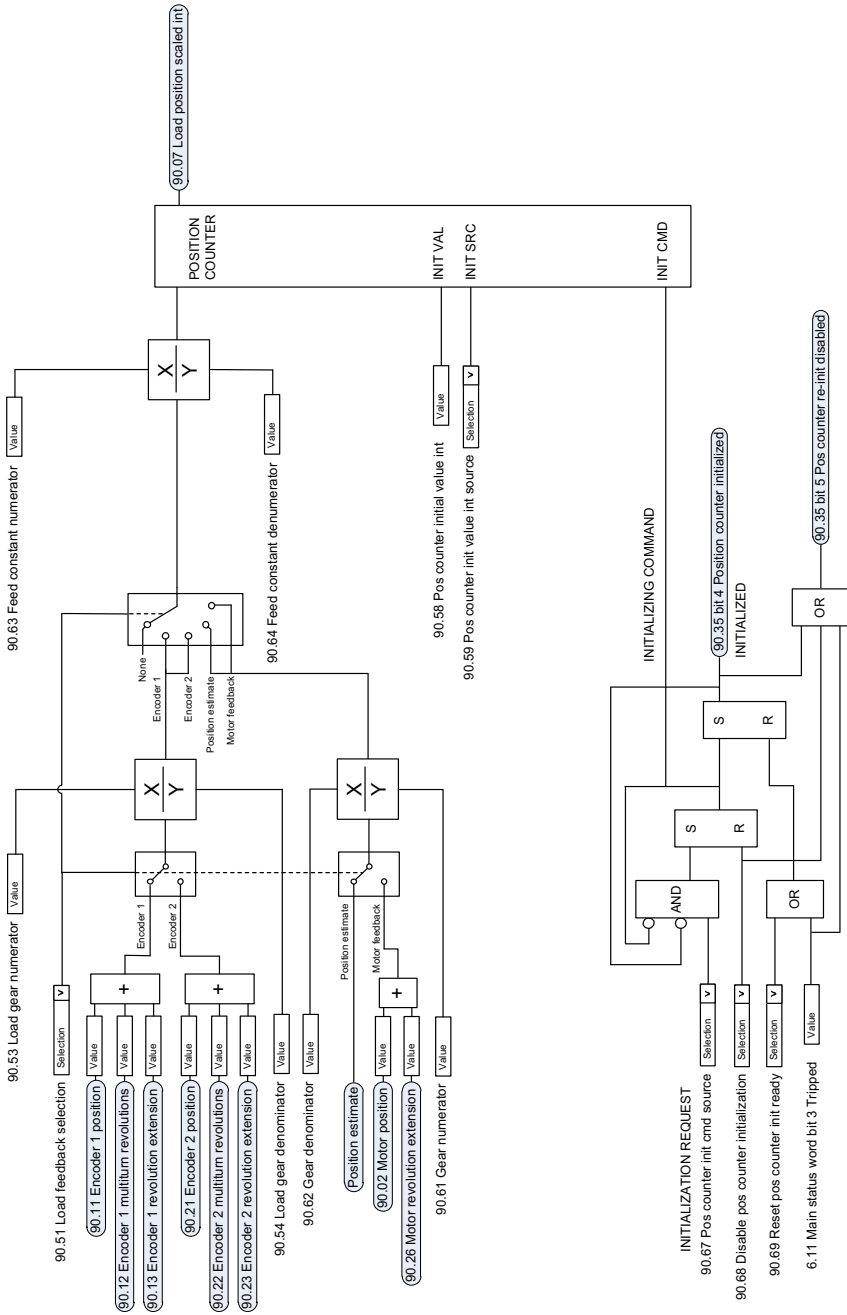 90.63 Feed constant numerator
Value
90.07 Load position scaled int
POSITION
COUNTER
X
Y
90.64 Feed constant denumerator
Value
90.53 Load gear numerator
Value
90.51 Load feedback selection
Selection
v
None
Encoder 1
Encoder 2
Position estimate
Motor feedback
X
Y
Encoder 1
Encoder 2
90.11 Encoder 1 position
Value
90.12 Encoder 1 multiturn revolutions
Value
90.13 Encoder 1 revolution extension
Value
+
90.21 Encoder 2 position
Value
90.22 Encoder 2 multiturn revolutions
Value
90.23 Encoder 2 revolution extension
Value
+
90.54 Load gear denominator
Value
90.62 Gear denominator
Value
X
Y
Position estimate
Motor feedback
Position estimate
90.02 Motor position
Value
90.26 Motor revolution extension
Value
+
90.61 Gear numerator
Value
90.58 Pos counter initial value int
Value
INIT VAL
90.59 Pos counter init value int source
Selection
v
INIT SRC
INIT CMD
INITIALIZING COMMAND
90.35 bit 4 Position counter initialized
INITIALIZED
90.35 bit 5 Pos counter re-init disabled
OR
S
R
S
R
AND
OR
INITIALIZATION REQUEST
90.67 Pos counter init cmd source
Selection
v
90.68 Disable pos counter initialization
Selection
v
90.69 Reset pos counter init ready
Selection
v
6.11 Main status word bit 3 Tripped
Value